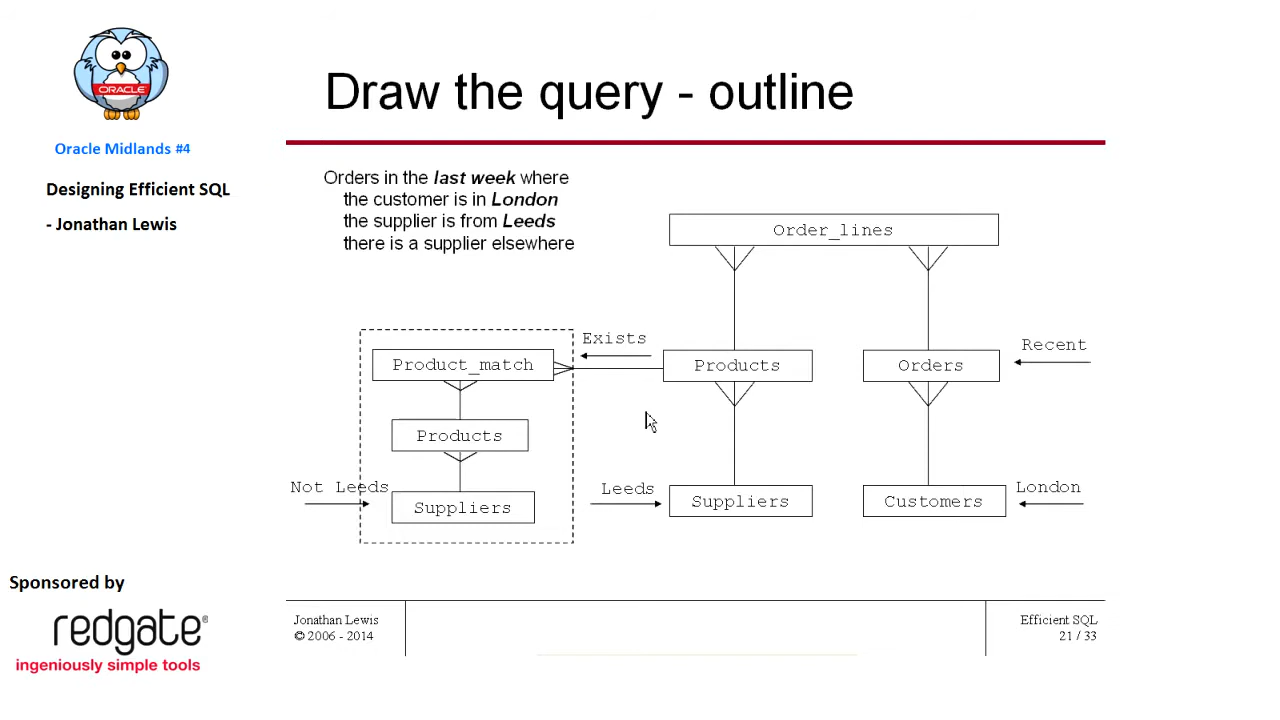 ORACLE
Oracle Midlands #4
Designing Efficient SQL
- Jonathan Lewis
Draw the query - outline
Orders in the last week where
the customer is in London
the supplier is from Leeds
there is a supplier elsewhere
Order_lines
Exists
Recent
Product_match
Products
Orders
Products
Not Leeds
Leeds
London
Suppliers
Suppliers
Customers
Sponsored by
redgate®
ingeniously simple tools
Jonathan Lewis
© 2006 - 2014
Efficient SQL
21 / 33